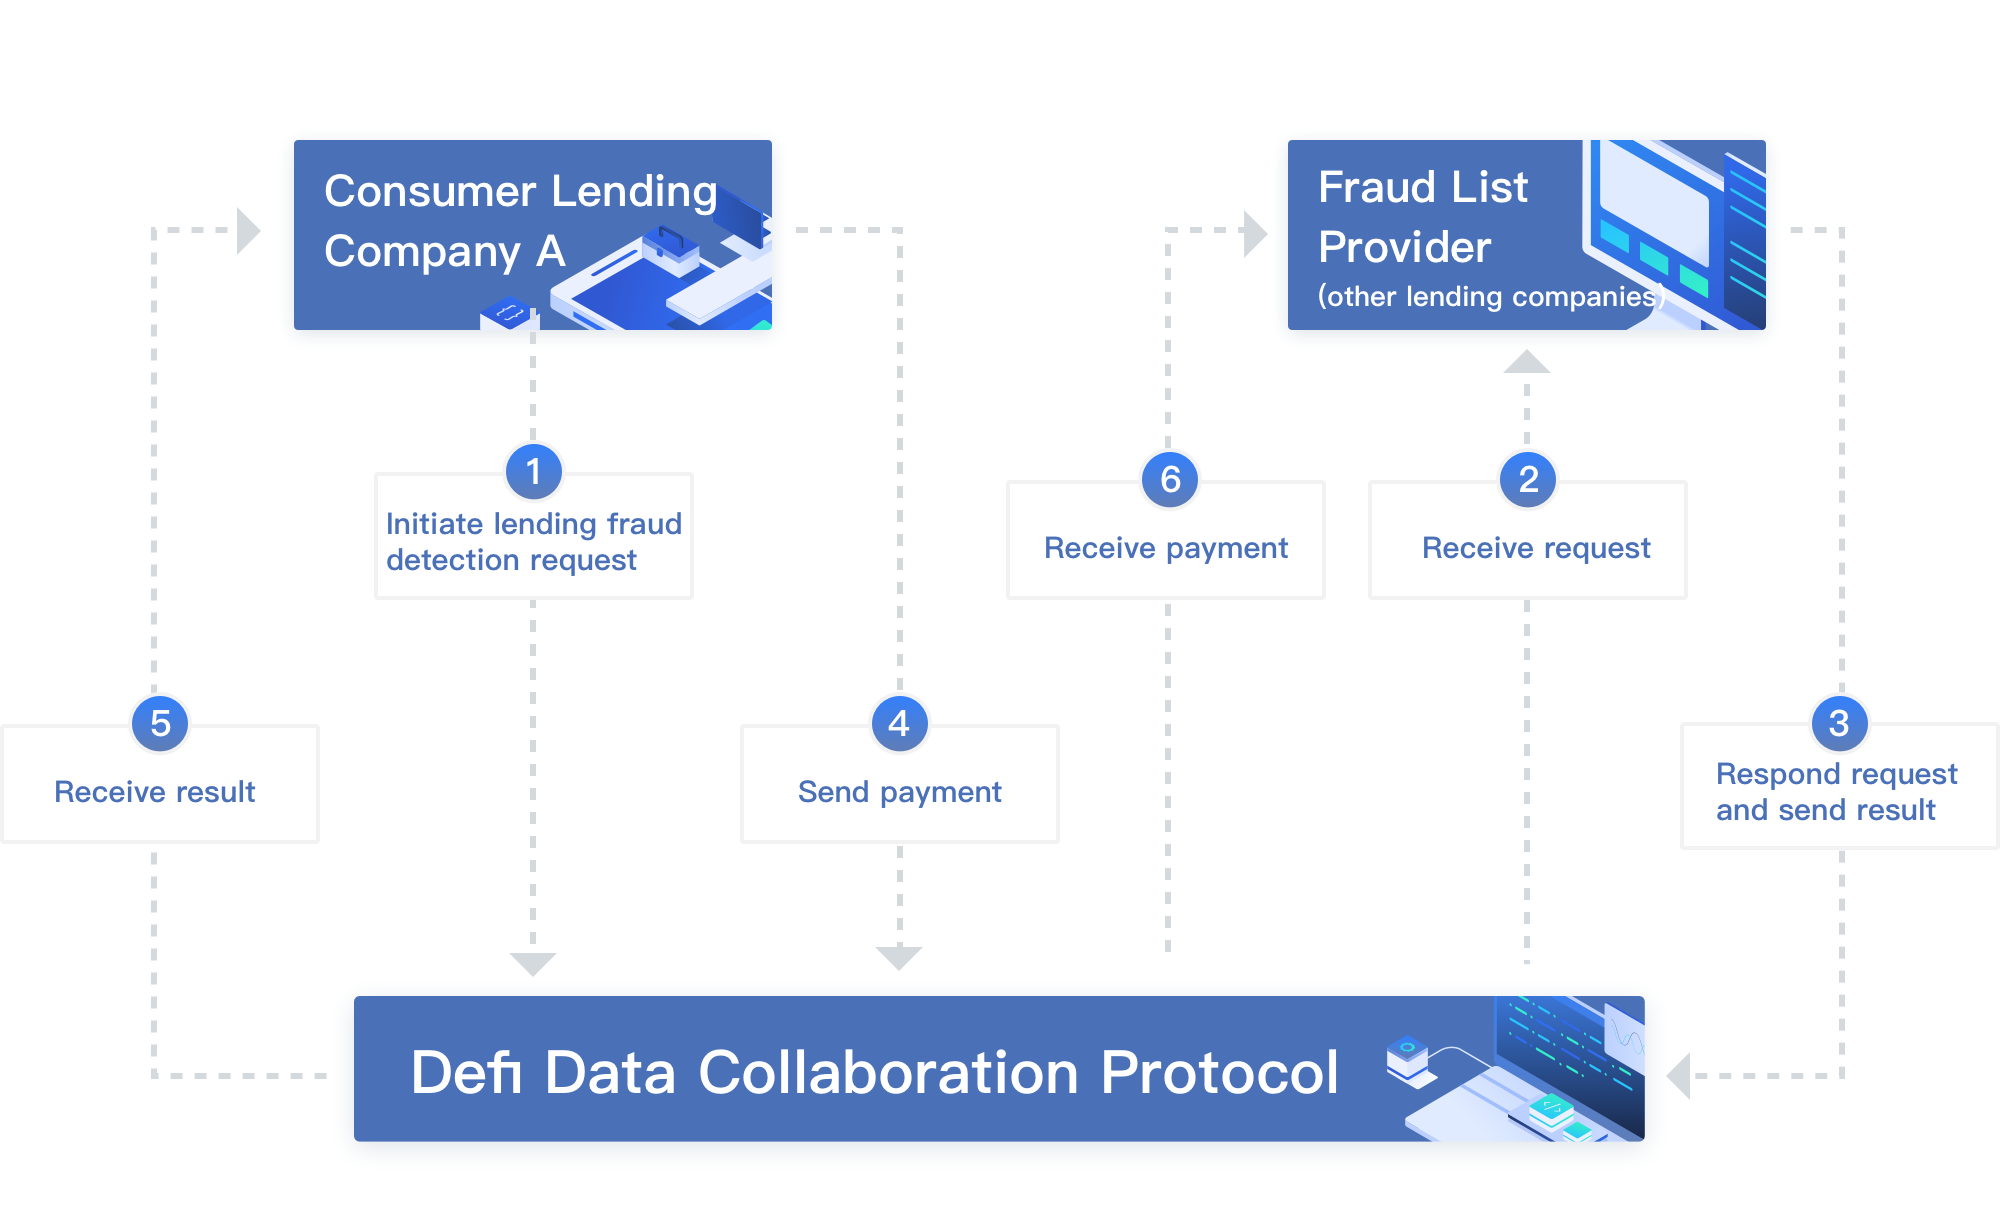 Consumer Lending
Company A
Fraud List
Provider
(other lending companies)
1
Initiate lending fraud
detection request
6
Receive payment
2
Receive request
5
Receive result
4
Send payment
3
Respond request
and send result
Defi Data Collaboration Protocol